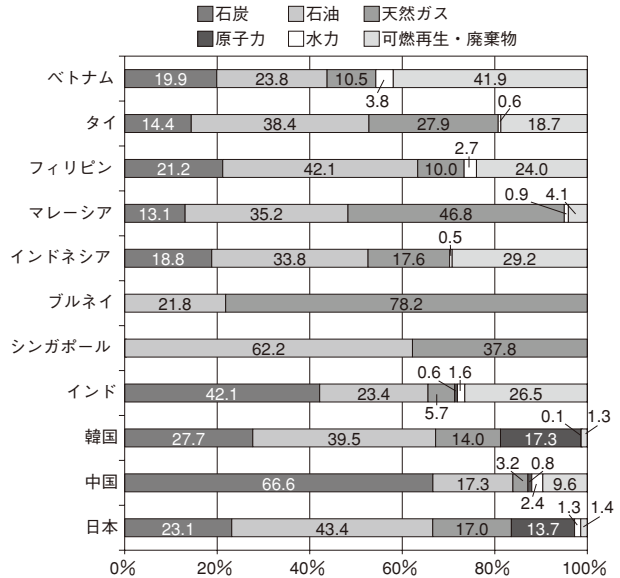 石炭 石油 天然ガス
原子力 水力 可燃再生・廃棄物
ベトナム 19.9 23.8 10.5 41.9
3.8
0.6
タイ 14.4 38.4 27.9 18.7
2.7
フィリピン 21.2 42.1 10.0 24.0
0.9 4.1
マレーシア 13.1 35.2 46.8
0.5
インドネシア 18.8 33.8 17.6 29.2
ブルネイ 21.8 78.2
シンガポール 62.2 37.8
0.6 1.6
インド 42.1 23.4 26.5
5.7
0.1 1.3
韓国 27.7 39.5 14.0 17.3
3.2 0.8
中国 66.6 17.3 9.6
2.4
1.3 1.4
日本 23.1 43.4 17.0 13.7
0% 20% 40% 60% 80% 100%